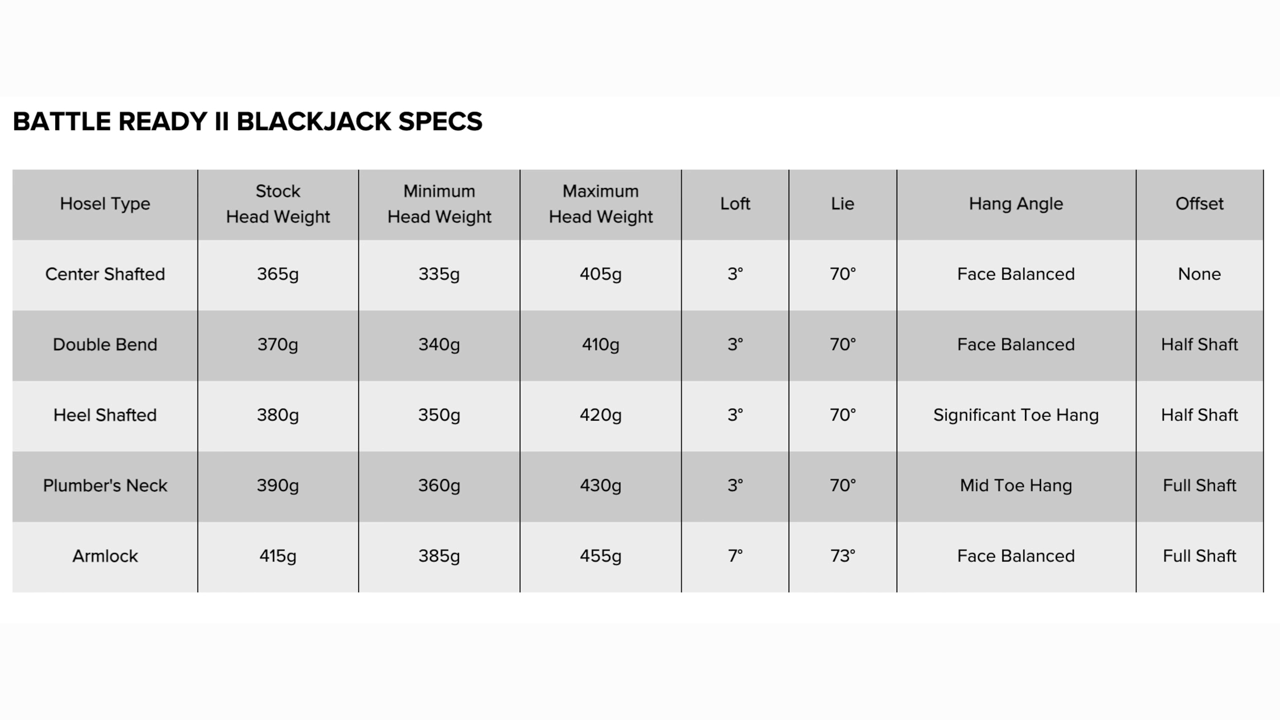 BATTLE READY II BLACKJACK SPECS
Hosel Type Stock Head Weight Minimum Head Weight Maximum Head Weight Loft Lie Hang Angle Offset
Center Shafted 365g 335g 405g 3° 70° Face Balanced None
Double Bend 370g 340g 410g 3° 70° Face Balanced Half Shaft
Heel Shafted 380g 350g 420g 3° 70° Significant Toe Hang Half Shaft
Plumber's Neck 390g 360g 430g 3° 70° Mid Toe Hang Full Shaft
Armlock 415g 385g 455g 7° 73° Face Balanced Full Shaft